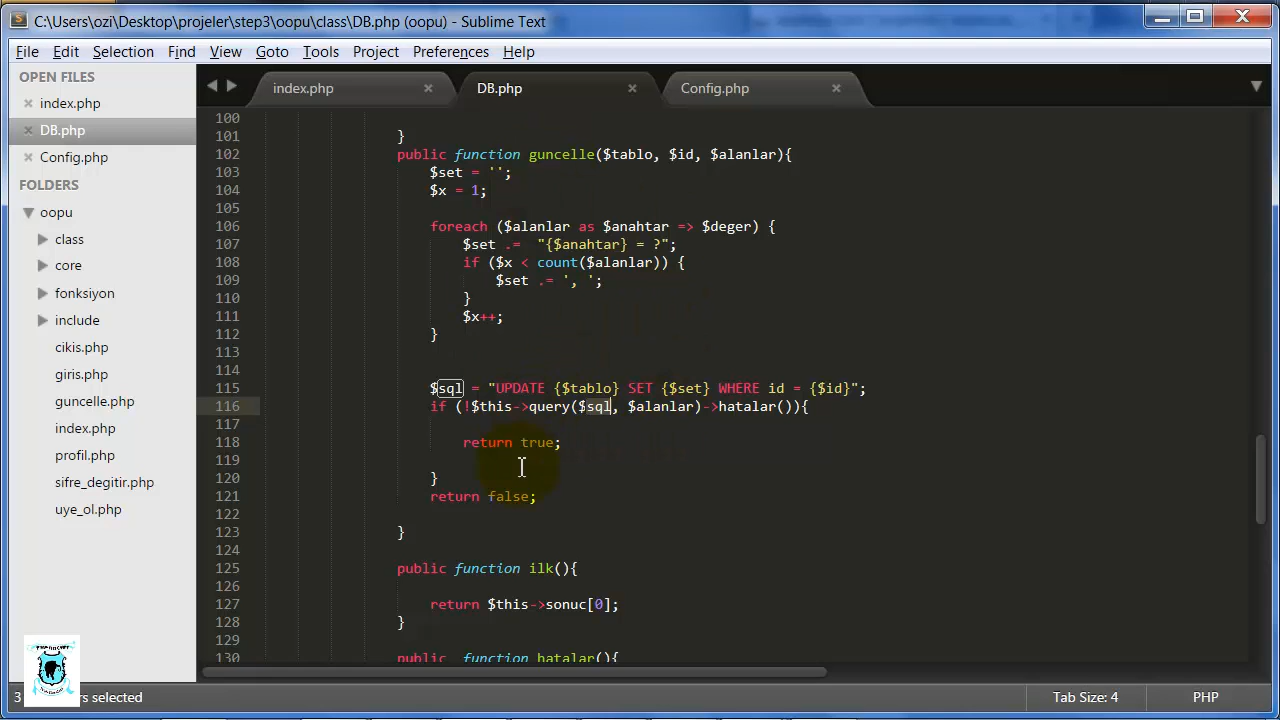 C:\Users\ozi\Desktop\projeler\step3\oopu\class\DB.php (oopu) - Sublime Text
File Edit Selection Find View Goto Tools Project Preferences Help
OPEN FILES
index.php
DB.php
Config.php
FOLDERS
oopu
class
core
fonksiyon
include
cikis.php
giris.php
guncelle.php
index.php
profil.php
sifre_degitir.php
uye_ol.php
index.php DB.php Config.php
100
101 }
102 public function guncelle($tablo, $id, $alanlar){
103 $set = '';
104 $x = 1;
105
106 foreach ($alanlar as $anahtar => $deger) {
107 $set .= "{$anahtar} = ?";
108 if ($x < count($alanlar)) {
109 $set .= ', ';
110 }
111 $x++;
112 }
113
114
115 $sql = "UPDATE {$tablo} SET {$set} WHERE id = {$id}";
116 if (!$this->query($sql, $alanlar)->hatalar()){
117
118 return true;
119
120 }
121 return false;
122
123 }
124
125 public function ilk(){
126
127 return $this->sonuc[0];
128 }
129
130 public function hatalar(){
3 rs selected
Tab Size: 4
PHP